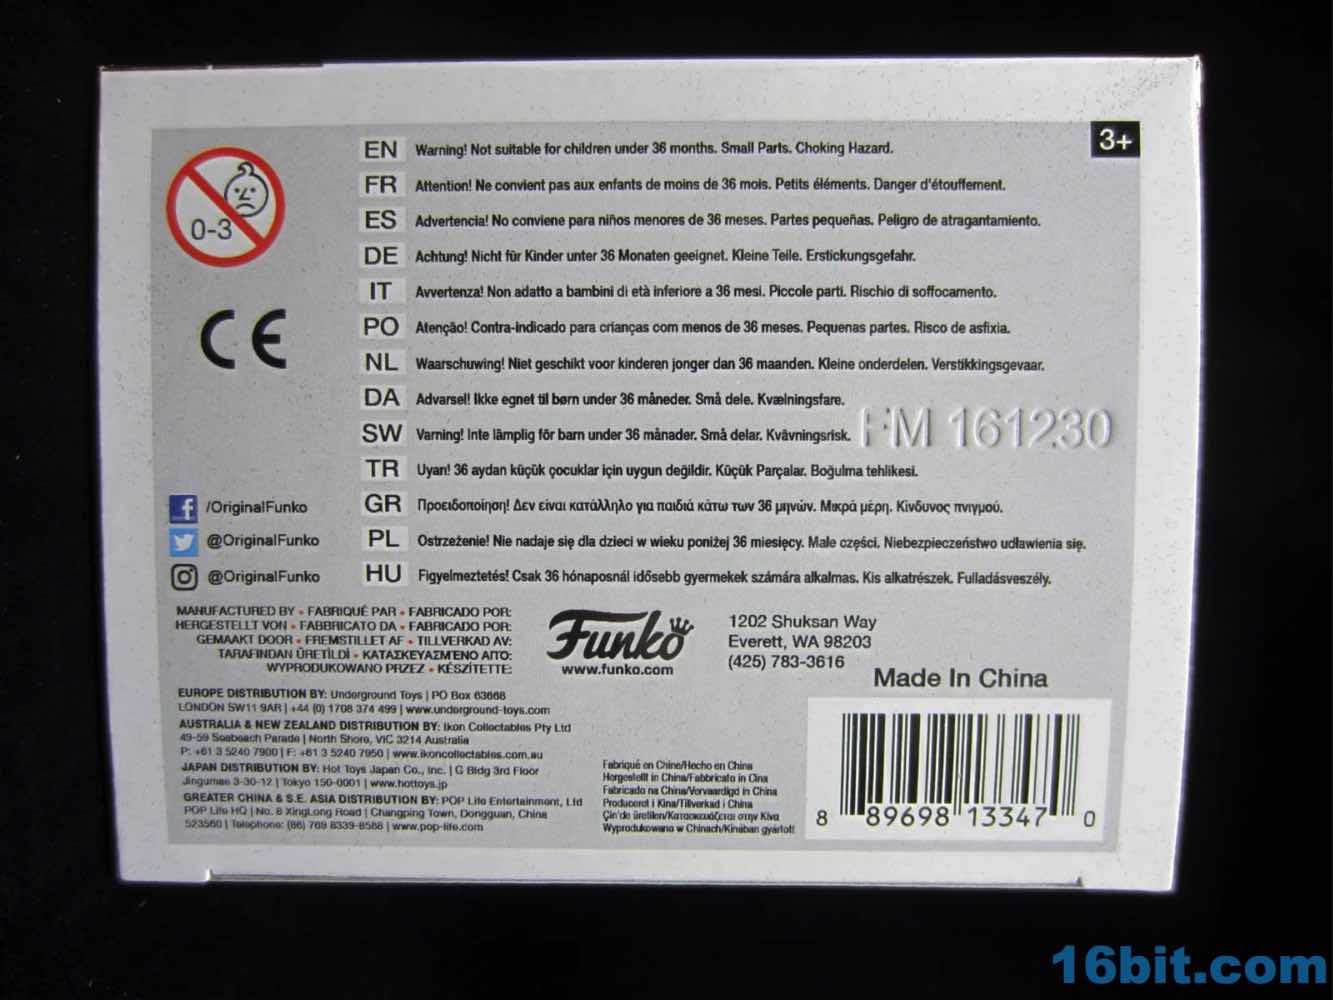 3+
0-3
EN Warning! Not suitable for children under 36 months. Small Parts. Choking Hazard.
FR Attention! Ne convient pas aux enfants de moins de 36 mois. Petits éléments. Danger d'étouffement.
ES Advertencia! No conviene para niños menores de 36 meses. Partes pequeñas. Peligro de atragantamiento.
DE Achtung! Nicht für Kinder unter 36 Monaten geeignet. Kleine Teile. Erstickungsgefahr.
IT Avvertenza! Non adatto a bambini di età inferiore a 36 mesi. Piccole parti. Rischio di soffocamento.
PO Atenção! Contra-indicado para crianças com menos de 36 meses. Pequenas partes. Risco de asfixia.
NL Waarschuwing! Niet geschikt voor kinderen jonger dan 36 maanden. Kleine onderdelen. Verstikkingsgevaar.
DA Advarsel! Ikke egnet til børn under 36 måneder. Små dele. Kvælningsfare.
SW Varning! Inte lämplig för barn under 36 månader. Små delar. Kvävningsrisk.
TR Uyarı! 36 aydan küçük çocuklar için uygun değildir. Küçük Parçalar. Boğulma tehlikesi.
GR Προειδοποίηση! Δεν είναι κατάλληλο για παιδιά κάτω των 36 μηνών. Μικρά μέρη. Κίνδυνος πνιγμού.
PL Ostrzeżenie! Nie nadaje się dla dzieci w wieku poniżej 36 miesięcy. Małe części. Niebezpieczeństwo udławienia się.
HU Figyelmeztetés! Csak 36 hónaposnál idősebb gyermekek számára alkalmas. Kis alkatrészek. Fulladásveszély.
CE
161230
/OriginalFunko
@OriginalFunko
@OriginalFunko
MANUFACTURED BY • FABRIQUÉ PAR • FABRICADO POR:
HERGESTELLT VON • FABBRICATO DA • FABRICADO POR:
GEMAAKT DOOR • FREMSTILLET AF • TILLVERKAD AV:
TARAFINDAN ÜRETİLDİ • ΚΑΤΑΣΚΕΥΑΣΜΕΝΟ ΑΠΟ:
WYPRODUKOWANO PRZEZ • KÉSZÍTETTE:
Funko
www.funko.com
1202 Shuksan Way
Everett, WA 98203
(425) 783-3616
Made In China
EUROPE DISTRIBUTION BY: Underground Toys | PO Box 63668
LONDON SW11 9AR | +44 (0) 1708 374 499 | www.underground-toys.com
AUSTRALIA & NEW ZEALAND DISTRIBUTION BY: Ikon Collectables Pty Ltd
49-59 Seabeach Parade | North Shore, VIC 3214 Australia
P: +61 3 5240 7900 | F: +61 3 5240 7950 | www.ikoncollectables.com.au
JAPAN DISTRIBUTION BY: Hot Toys Japan Co., Inc. | G Bldg 3rd Floor
Jingumae 3-30-12 | Tokyo 150-0001 | www.hottoys.jp
GREATER CHINA & S.E. ASIA DISTRIBUTION BY: POP Life Entertainment, Ltd
POP Life HQ | No. 8 XingLong Road | Changping Town, Dongguan, China
523560 | Telephone: (86) 769 8339-8588 | www.pop-life.com
Fabriqué en Chine/Hecho en China
Hergestellt in China/Fabbricato in Cina
Fabricado na China/Vervaardigd in China
Produceret i Kina/Tillverkad i China
Çin'de üretilen/Κατασκευάζεται στην Κίνα
Wyprodukowano w Chinach/Kínában gyártott
8 89698 13347 0
16bit.com